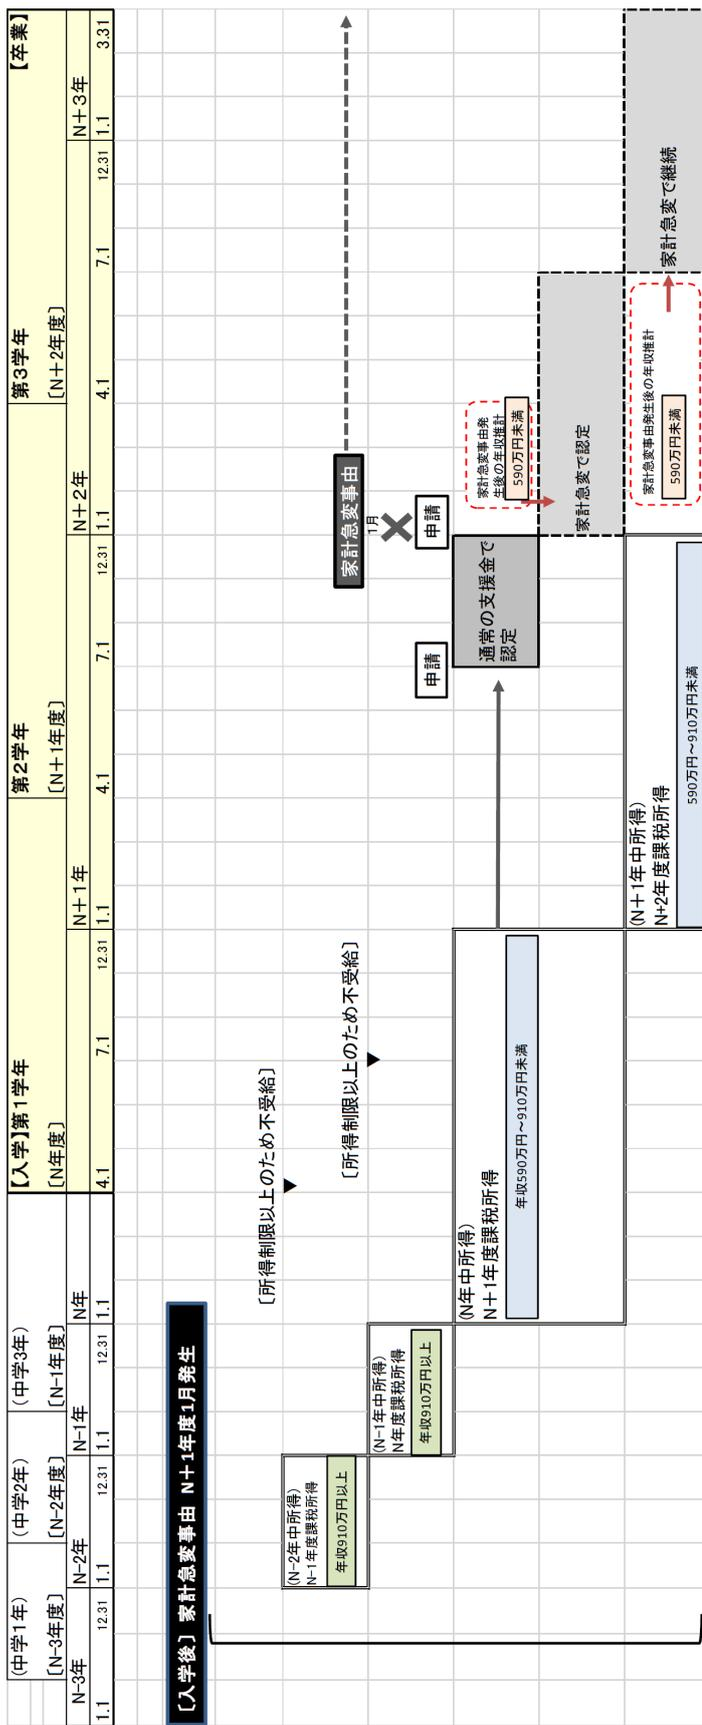 (中学1年)
(中学2年)
(中学3年)
【入学】第1学年
第2学年
第3学年
【卒業】
[N-3年度]
[N-2年度]
[N-1年度]
[N年度]
[N+1年度]
[N+2年度]
N-3年
N-2年
N-1年
N年
N+1年
N+2年
N+3年
1.1
12.31
1.1
12.31
1.1
12.31
1.1
4.1
7.1
12.31
1.1
4.1
7.1
12.31
1.1
4.1
7.1
12.31
1.1
3.31
[入学後] 家計急変事由 N+1年度1月発生
[所得制限以上のため不受給]
(N-2年中所得)
N-1年度課税所得
年収910万円以上
[所得制限以上のため不受給]
家計急変事由
1月
(N-1年中所得)
N年度課税所得
年収910万円以上
申請
申請
(N年中所得)
N+1年度課税所得
年収590万円~910万円未満
通常の支援金で
認定
家計急変事由発
生後の年収推計
590万円未満
家計急変で認定
(N+1年中所得)
N+2年度課税所得
590万円~910万円未満
家計急変事由発生後の年収推計
590万円未満
家計急変で継続